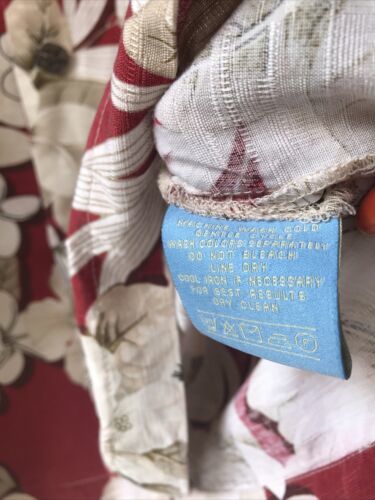 MACHINE WASH COLD
GENTLE CYCLE
WASH COLORS SEPARATELY
DO NOT BLEACH
LINE DRY
COOL IRON IF NECESSARY
FOR BEST RESULTS
DRY CLEAN